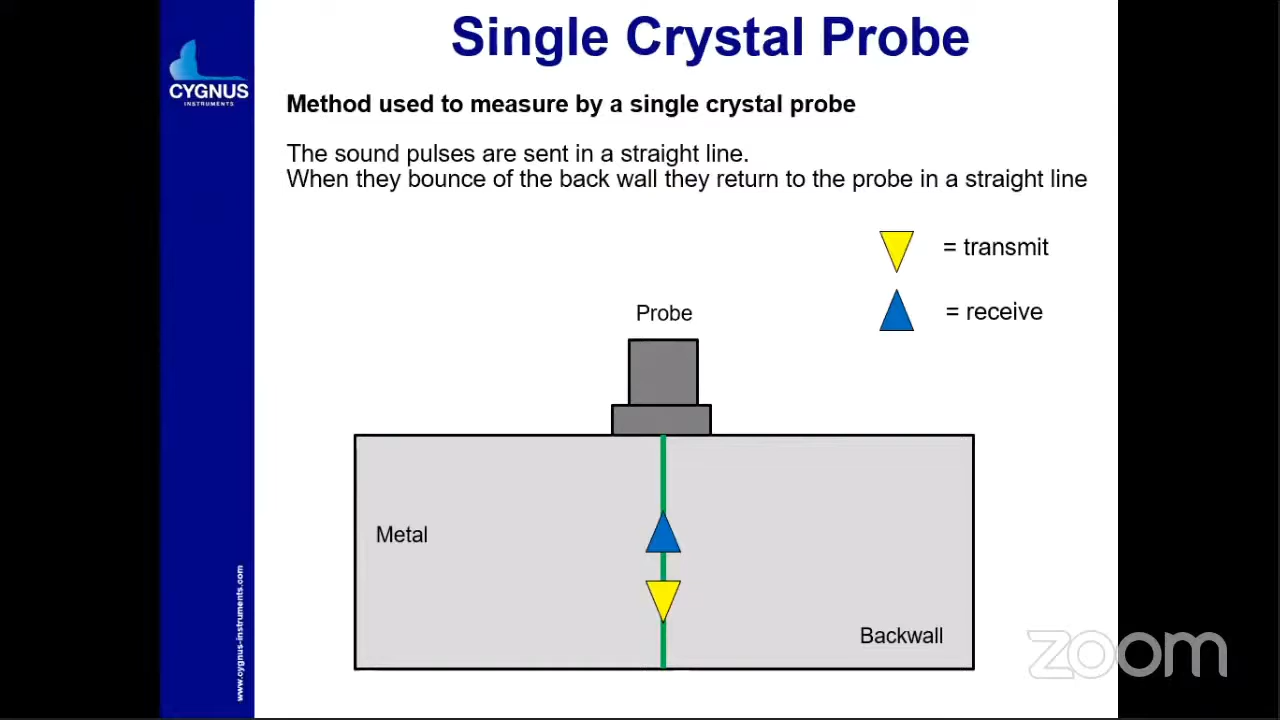 Single Crystal Probe
CYGNUS
INSTRUMENTS
Method used to measure by a single crystal probe
The sound pulses are sent in a straight line.
When they bounce of the back wall they return to the probe in a straight line
= transmit
= receive
Probe
Metal
Backwall
www.cygnus-instruments.com
zoom